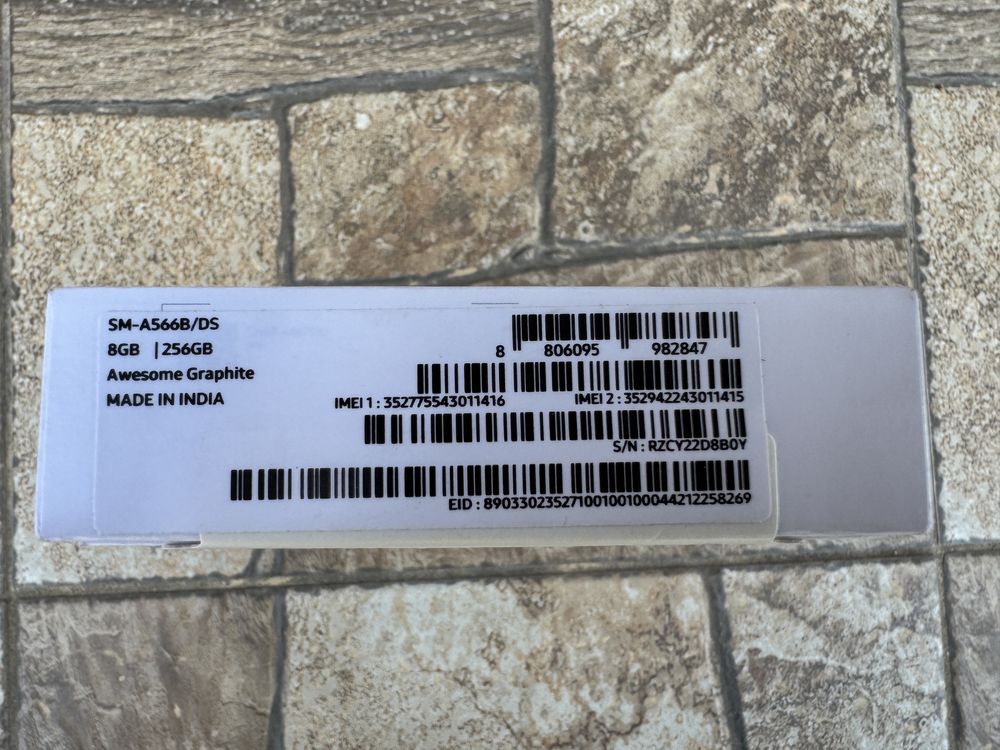 SM-A566B/DS
8GB | 256GB
Awesome Graphite
MADE IN INDIA
8 806095 982847
IMEI 1 : 352775543011416 IMEI 2 : 352942243011415
S/N : RZCY22D8B0Y
EID : 89033023527100100100044212258269